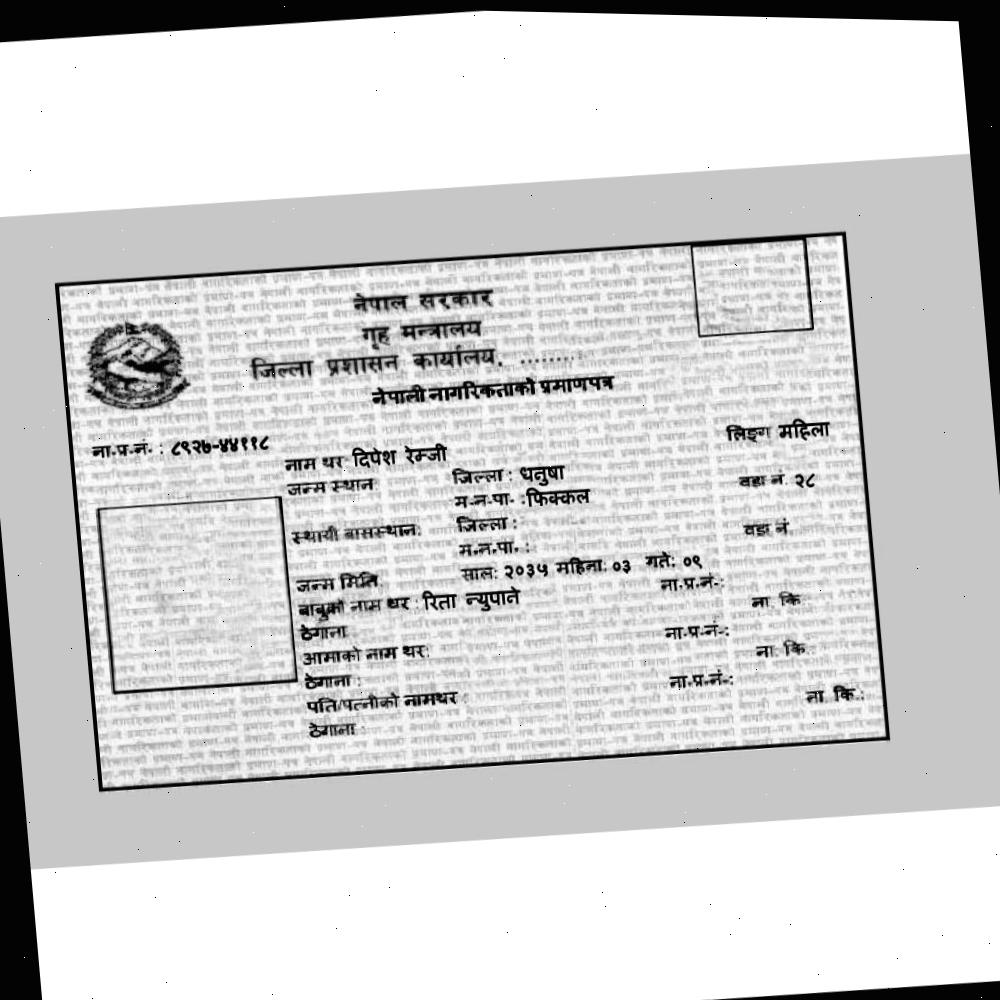 नेपाल सरकार
गृह मन्त्रालय
जिल्ला प्रशासन कार्यालय, ........
नेपाली नागरिकताको प्रमाणपत्र
ना.प्र.नं. : ८९२७-४४११८
लिङ्ग महिला
नाम थर दिपेश रेम्जी
जन्म स्थान जिल्ला : धनुषा
म.न.पा. : फिक्कल वडा नं. २८
स्थायी बासस्थान: जिल्ला :
म.न.पा. : वडा नं
जन्म मिति साल: २०३५ महिना: ०३ गते: ०९
बाबुको नाम थर : रिता न्युपाने ना.प्र.नं.:
ठेगाना ना. कि.
आमाको नाम थर: ना.प्र.नं.:
ठेगाना : ना. कि.:
पति/पत्नीको नामथर : ना.प्र.नं.:
ठेगाना ना. कि.: